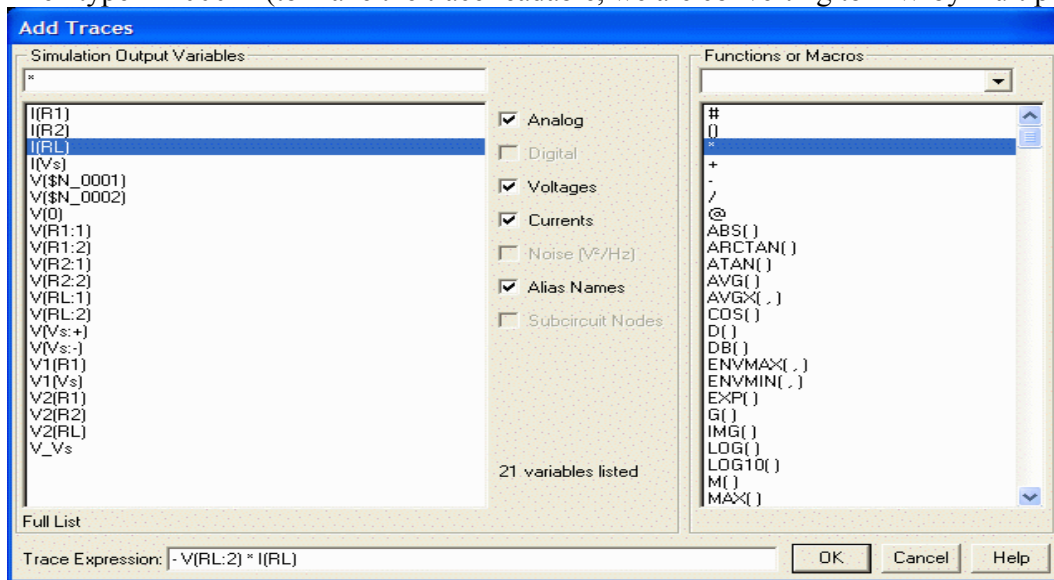 Add Traces
Simulation Output Variables
*
I(R1)
I(R2)
I(RL)
I(Vs)
V($N_0001)
V($N_0002)
V(0)
V(R1:1)
V(R1:2)
V(R2:1)
V(R2:2)
V(RL:1)
V(RL:2)
V(Vs:+)
V(Vs:-)
V1(R1)
V1(Vs)
V2(R1)
V2(R2)
V2(RL)
V_Vs
Full List
Analog
Digital
Voltages
Currents
Noise (V²/Hz)
Alias Names
Subcircuit Nodes
21 variables listed
Functions or Macros
#
()
*
+
-
/
@
ABS( )
ARCTAN( )
ATAN( )
AVG( )
AVGX( , )
COS( )
D( )
DB( )
ENVMAX( , )
ENVMIN( , )
EXP( )
G( )
IMG( )
LOG( )
LOG10( )
M( )
MAX( )
Trace Expression: - V(RL:2) * I(RL)
OK Cancel Help